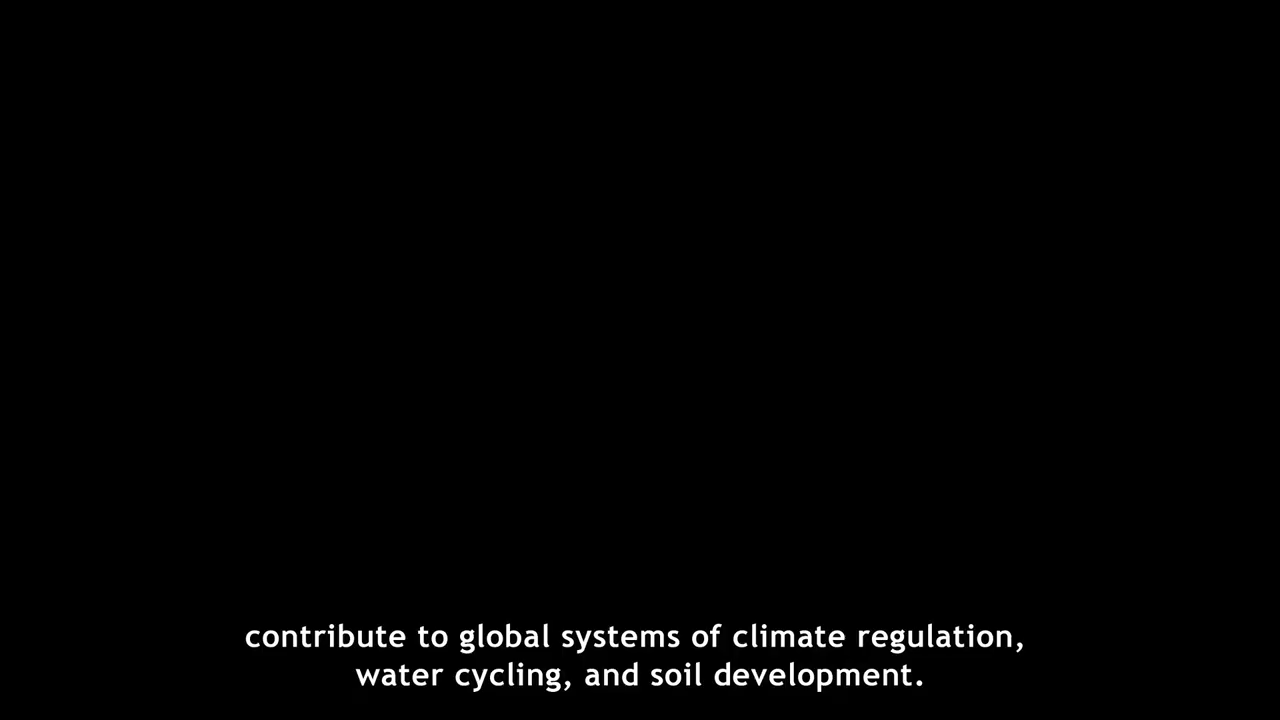 contribute to global systems of climate regulation,
water cycling, and soil development.